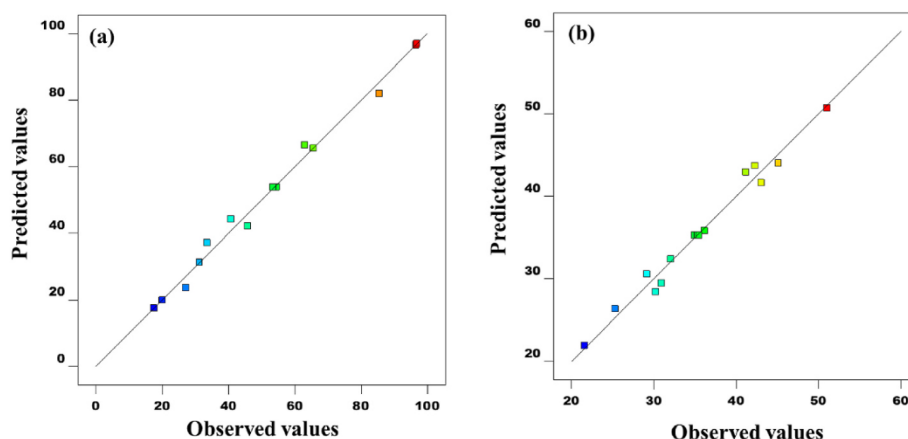 (a)
Predicted values
100
80
60
40
20
0
0 20 40 60 80 100
Observed values
(b)
Predicted values
60
50
40
30
20
20 30 40 50 60
Observed values